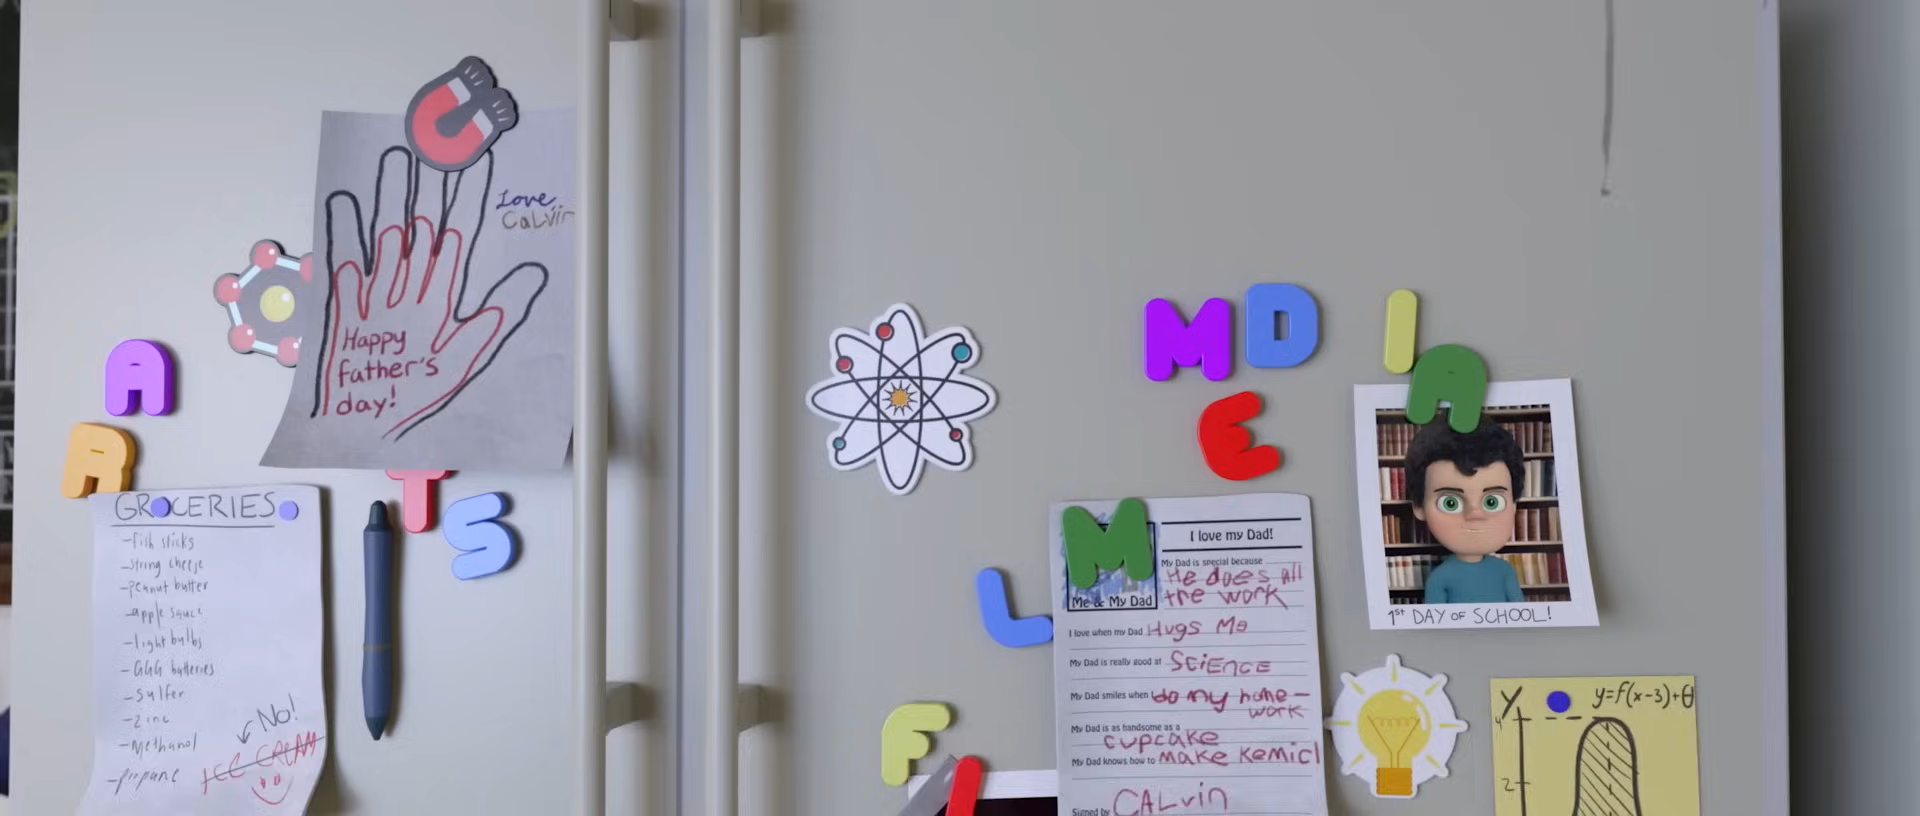 Love,
Calvin
Happy
father's
day!
A
R
T
S
GROCERIES
-fish sticks
-string cheese
-peanut butter
-apple sauce
-light bulbs
-GGG batteries
-sulfer
-zinc
-Methanol
-propane
No!
ICE CREAM
M D I
A
E
M
L
F
I love my Dad!
Me & My Dad
My Dad is special because
He does all
the work
I love when my Dad Hugs Me
My Dad is really good at SCiENCE
My Dad smiles when do my home-
work
My Dad is as handsome as a
cupcake
My Dad knows how to make kemicl
Signed by CALvin
1st DAY OF SCHOOL!
Y
y=f(x-3)+θ
4
2